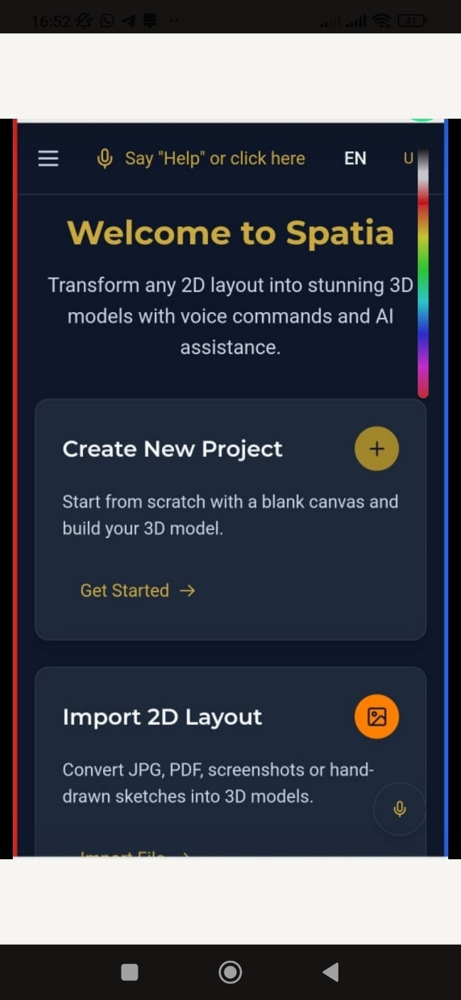 16:52
41
Say "Help" or click here
EN
U
Welcome to Spatia
Transform any 2D layout into stunning 3D
models with voice commands and AI
assistance.
Create New Project
Start from scratch with a blank canvas and
build your 3D model.
Get Started →
Import 2D Layout
Convert JPG, PDF, screenshots or hand-
drawn sketches into 3D models.
Import File →